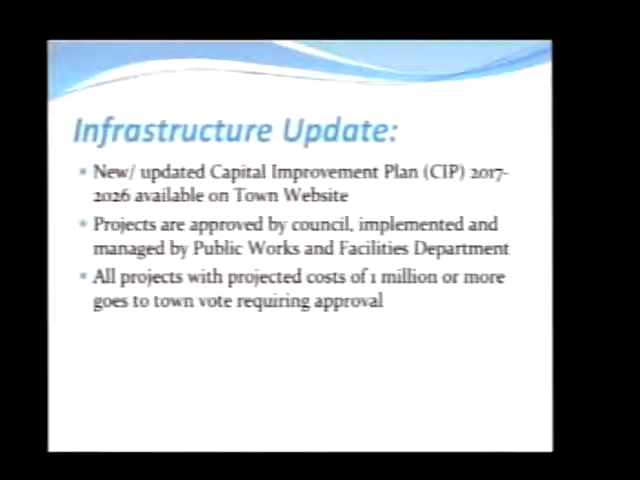 Infrastructure Update:
New/ updated Capital Improvement Plan (CIP) 2017-
2026 available on Town Website
Projects are approved by council, implemented and
managed by Public Works and Facilities Department
All projects with projected costs of 1 million or more
goes to town vote requiring approval